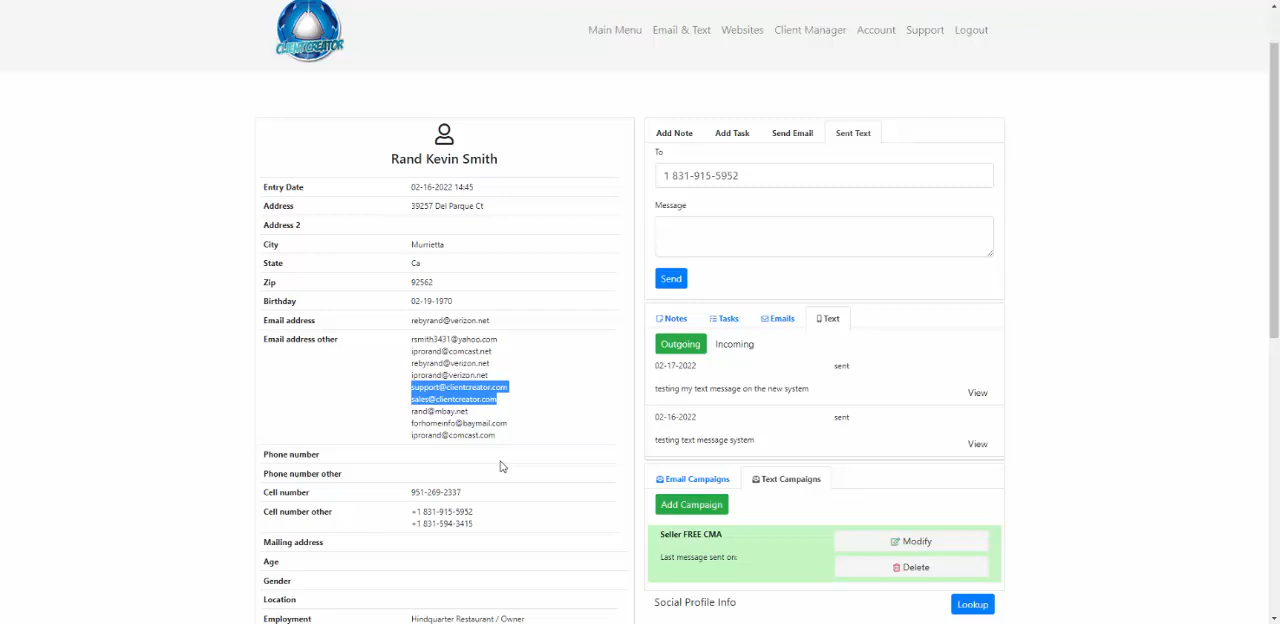 CLIENTCREATOR
Main Menu Email & Text Websites Client Manager Account Support Logout
Rand Kevin Smith
Entry Date 02-16-2022 14:45
Address 39257 Del Parque Ct
Address 2
City Murrietta
State Ca
Zip 92562
Birthday 02-19-1970
Email address rebyrand@verizon.net
Email address other rsmith3431@yahoo.com
iprorand@comcast.net
rebyrand@verizon.net
iprorand@verizon.net
support@clientcreator.com
sales@clientcreator.com
rand@mbay.net
forhomeinfo@baymail.com
iprorand@comcast.com
Phone number
Phone number other
Cell number 951-269-2337
Cell number other +1 831-915-5952
+1 831-594-3415
Mailing address
Age
Gender
Location
Employment Hindquarter Restaurant / Owner
Add Note Add Task Send Email Sent Text
To
1 831-915-5952
Message
Send
Notes Tasks Emails Text
Outgoing Incoming
02-17-2022 sent
testing my text message on the new system View
02-16-2022 sent
testing text message system View
Email Campaigns Text Campaigns
Add Campaign
Seller FREE CMA Modify
Last message sent on: Delete
Social Profile Info Lookup